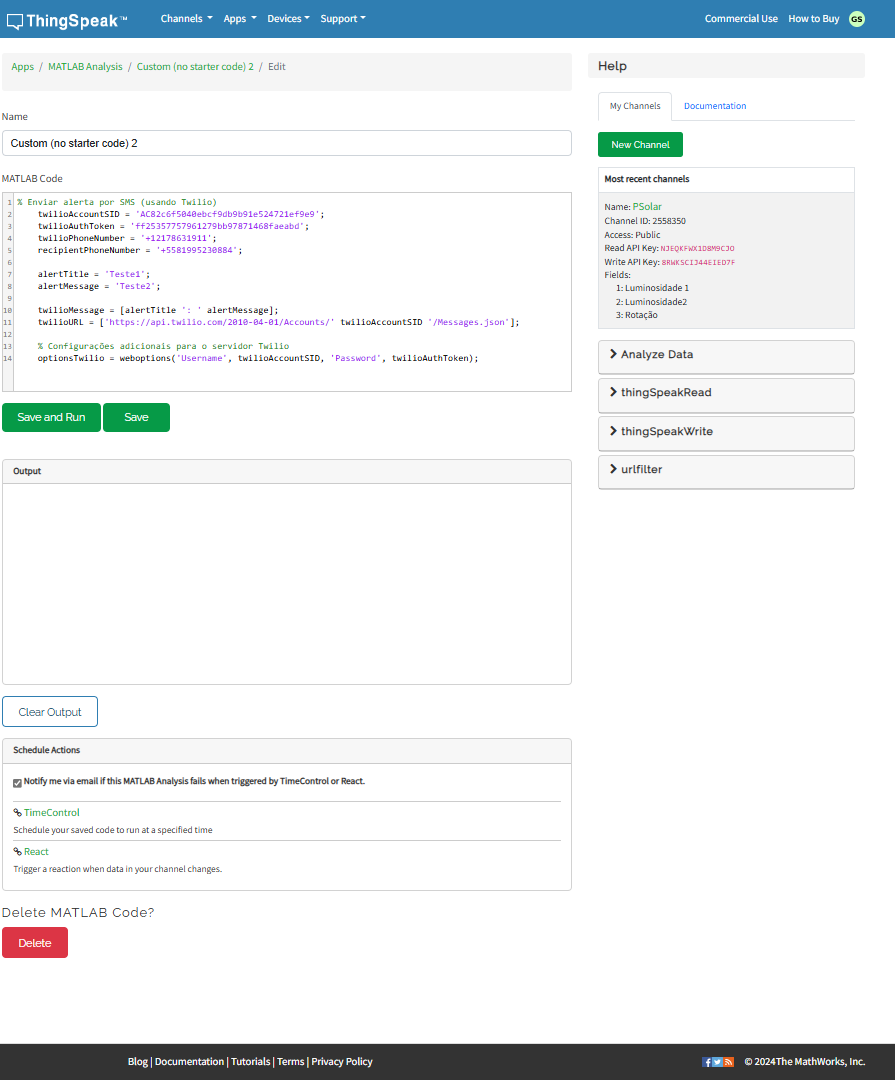 ThingSpeak™ Channels Apps Devices Support Commercial Use How to Buy GS
Apps / MATLAB Analysis / Custom (no starter code) 2 / Edit
Name
Custom (no starter code) 2
MATLAB Code
1 % Enviar alerta por SMS (usando Twilio)
2 twilioAccountSID = 'AC82c6f5040ebcf9db9b91e524721ef9e9';
3 twilioAuthToken = 'ff25357757961279bb97871468faeabd';
4 twilioPhoneNumber = '+12178631911';
5 recipientPhoneNumber = '+5581995230884';
6
7 alertTitle = 'Teste1';
8 alertMessage = 'Teste2';
9
10 twilioMessage = [alertTitle ': ' alertMessage];
11 twilioURL = ['https://api.twilio.com/2010-04-01/Accounts/' twilioAccountSID '/Messages.json'];
12
13 % Configurações adicionais para o servidor Twilio
14 optionsTwilio = weboptions('Username', twilioAccountSID, 'Password', twilioAuthToken);
Save and Run Save
Output
Clear Output
Schedule Actions
Notify me via email if this MATLAB Analysis fails when triggered by TimeControl or React.
TimeControl
Schedule your saved code to run at a specified time
React
Trigger a reaction when data in your channel changes.
Delete MATLAB Code?
Delete
Help
My Channels Documentation
New Channel
Most recent channels
Name: PSolar
Channel ID: 2558350
Access: Public
Read API Key: NJEQKFWX1D8M9CJO
Write API Key: 8RWKSCIJ44EIED7F
Fields:
1: Luminosidade 1
2: Luminosidade2
3: Rotação
Analyze Data
thingSpeakRead
thingSpeakWrite
urlfilter
Blog | Documentation | Tutorials | Terms | Privacy Policy
© 2024The MathWorks, Inc.